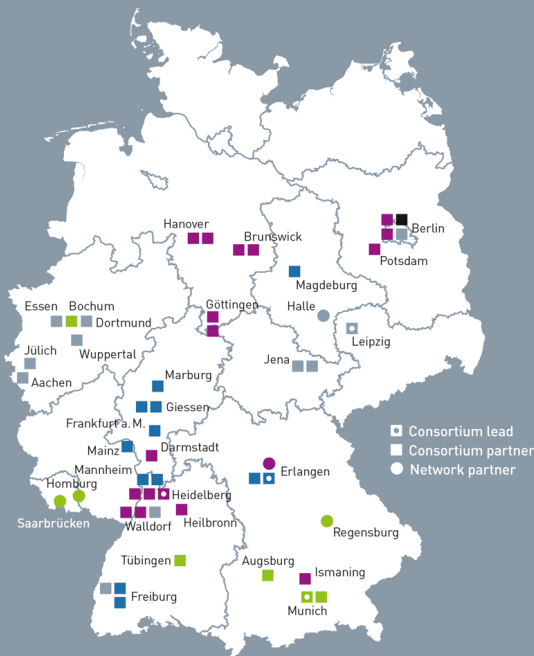 Hanover
Brunswick
Berlin
Potsdam
Magdeburg
Göttingen
Halle
Essen Bochum
Dortmund
Leipzig
Wuppertal
Jülich
Jena
Aachen
Marburg
Giessen
Frankfurt a. M.
Mainz
Darmstadt
Mannheim
Homburg
Erlangen
Heidelberg
Saarbrücken
Walldorf
Heilbronn
Regensburg
Tübingen
Augsburg
Ismaning
Freiburg
Munich
Consortium lead
Consortium partner
Network partner